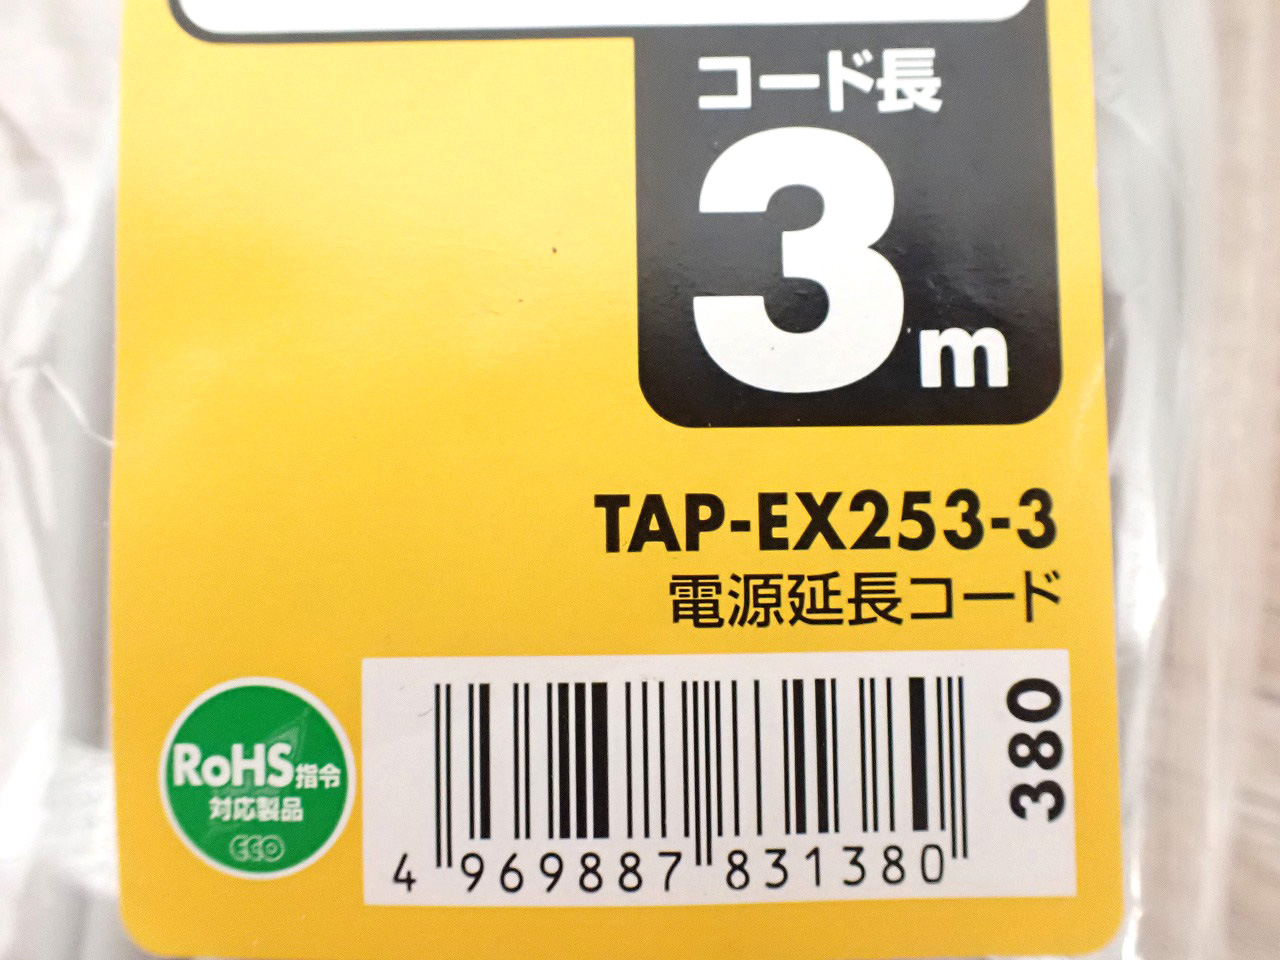 コード長
3m
TAP-EX253-3
電源延長コード
RoHS指令
対応製品
ECO
380
4 969887 831380